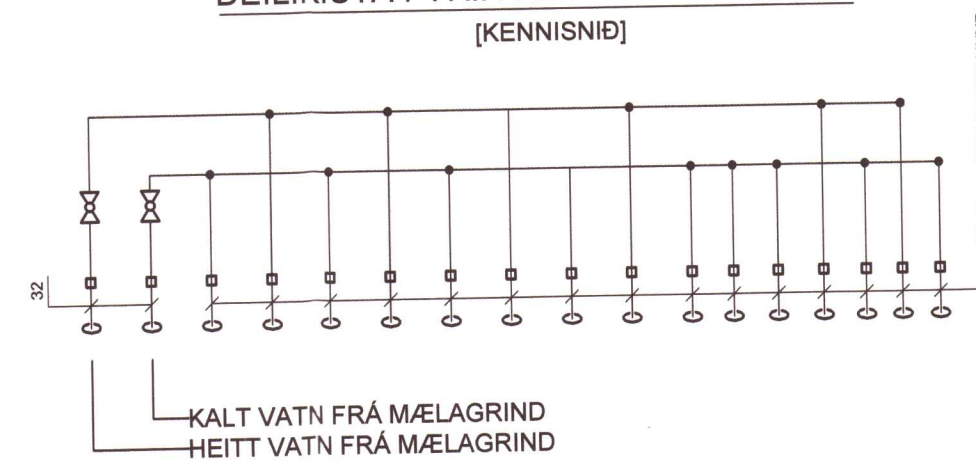 [KENNISNIÐ]
32
KALT VATN FRÁ MÆLAGRIND
HEITT VATN FRÁ MÆLAGRIND